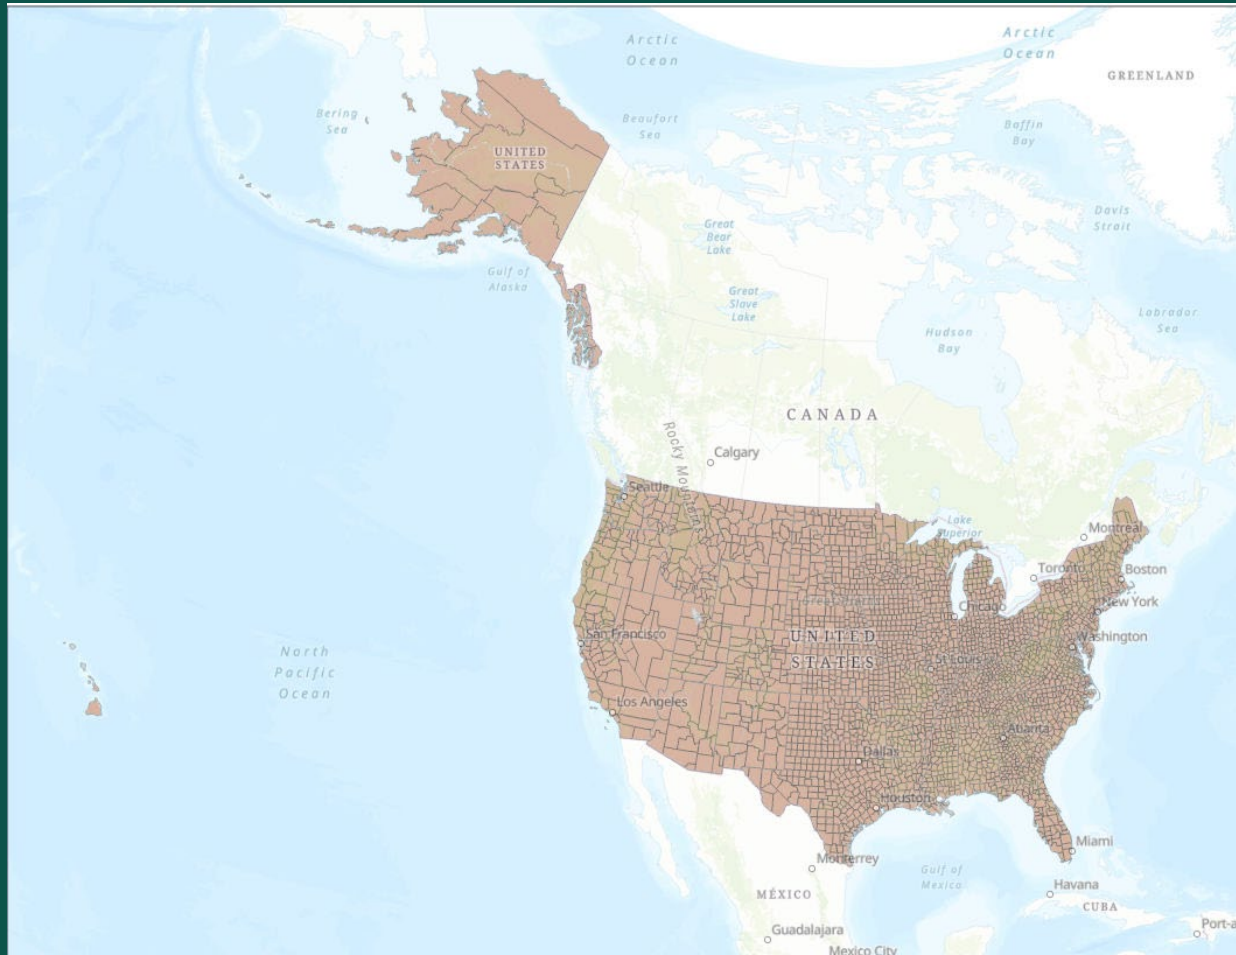 Arctic
Ocean
Arctic
Ocean
GREENLAND
Bering
Sea
Beaufort
Sea
Baffin
Bay
UNITED
STATES
Davis
Strait
Great
Bear
Lake
Gulf of
Alaska
Great
Slave
Lake
Labrador
Sea
Hudson
Bay
CANADA
Rocky Mountains
Calgary
Seattle
Lake
Superior
Montreal
Toronto
Boston
Chicago
New York
San Francisco
UNITED
STATES
Washington
St Louis
North
Pacific
Ocean
Los Angeles
Atlanta
Dallas
Houston
Miami
Monterrey
Gulf of
Mexico
Havana
MÉXICO
CUBA
Guadalajara
Mexico City
Port-a